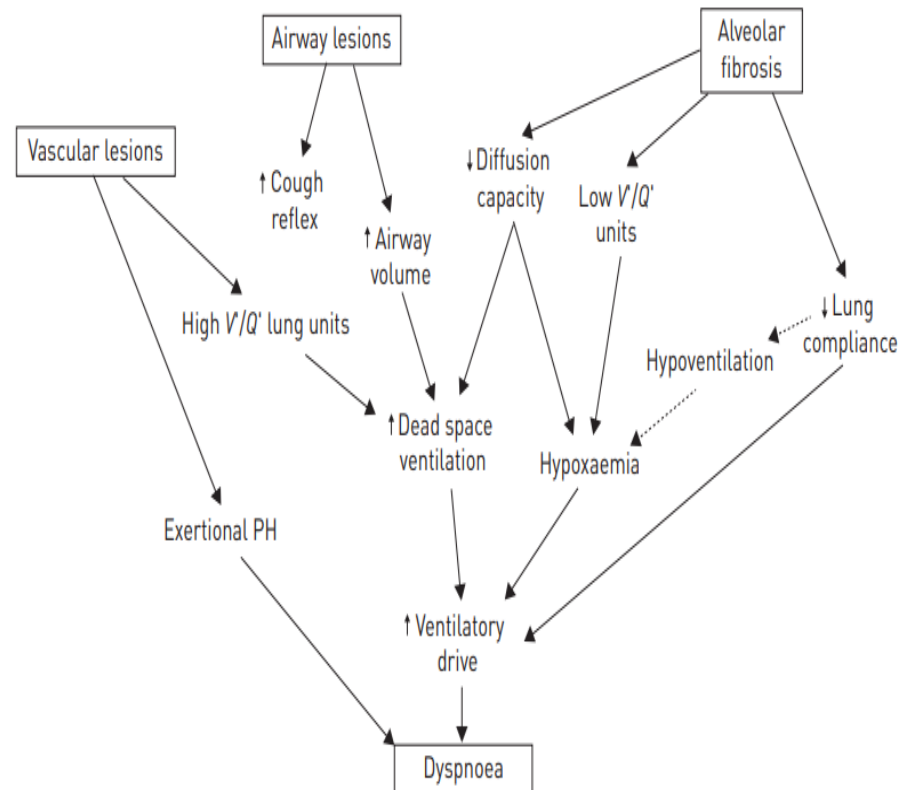 Airway lesions
Alveolar
fibrosis
Vascular lesions
↑ Cough
reflex
↓ Diffusion
capacity
Low V˙/Q˙
units
↑ Airway
volume
High V˙/Q˙ lung units
↓ Lung
compliance
Hypoventilation
↑ Dead space
ventilation
Hypoxaemia
Exertional PH
↑ Ventilatory
drive
Dyspnoea